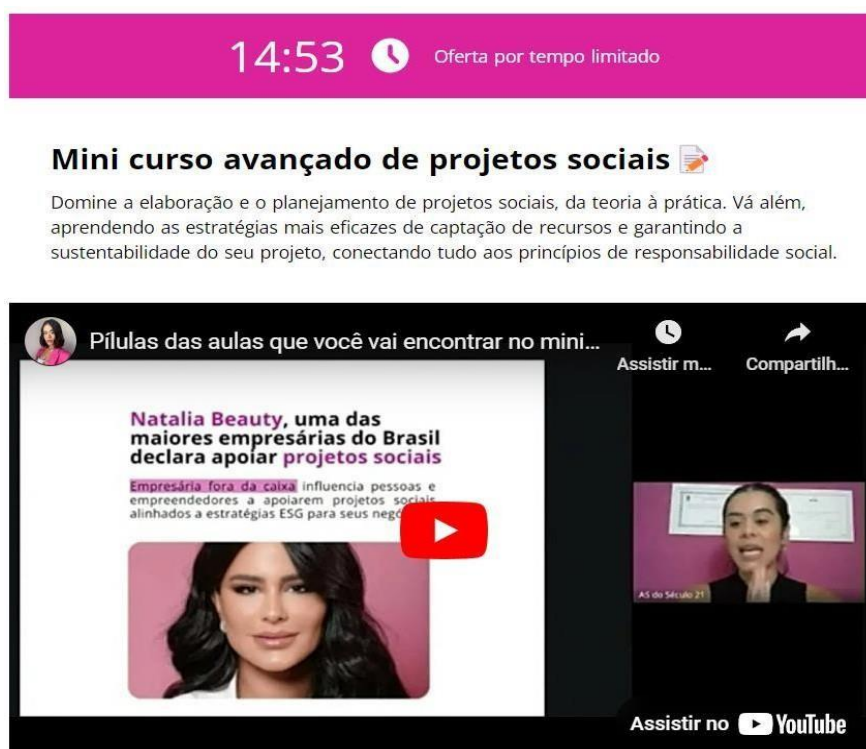 14:53 Oferta por tempo limitado
Mini curso avançado de projetos sociais
Domine a elaboração e o planejamento de projetos sociais, da teoria à prática. Vá além,
aprendendo as estratégias mais eficazes de captação de recursos e garantindo a
sustentabilidade do seu projeto, conectando tudo aos princípios de responsabilidade social.
Pílulas das aulas que você vai encontrar no mini...
Assistir m...
Compartilh...
Natalia Beauty, uma das
maiores empresárias do Brasil
declara apoiar projetos sociais
Empresária fora da caixa influencia pessoas e
empreendedores a apoiarem projetos sociais
alinhados a estratégias ESG para seus
AS do Século 21
Assistir no YouTube